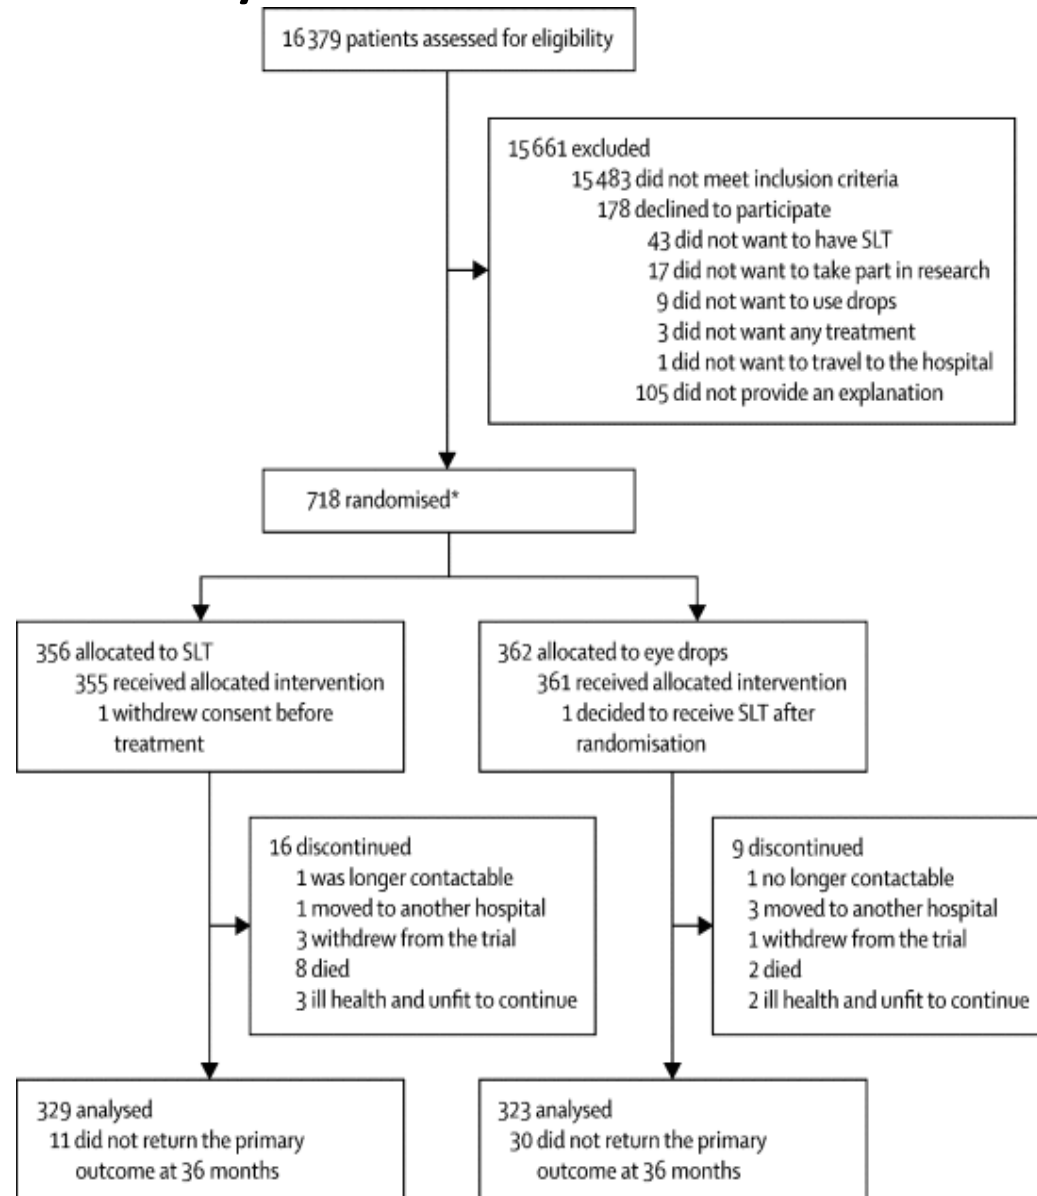 16 379 patients assessed for eligibility
15 661 excluded
15 483 did not meet inclusion criteria
178 declined to participate
43 did not want to have SLT
17 did not want to take part in research
9 did not want to use drops
3 did not want any treatment
1 did not want to travel to the hospital
105 did not provide an explanation
718 randomised*
356 allocated to SLT
355 received allocated intervention
1 withdrew consent before
treatment
362 allocated to eye drops
361 received allocated intervention
1 decided to receive SLT after
randomisation
16 discontinued
1 was longer contactable
1 moved to another hospital
3 withdrew from the trial
8 died
3 ill health and unfit to continue
9 discontinued
1 no longer contactable
3 moved to another hospital
1 withdrew from the trial
2 died
2 ill health and unfit to continue
329 analysed
11 did not return the primary
outcome at 36 months
323 analysed
30 did not return the primary
outcome at 36 months